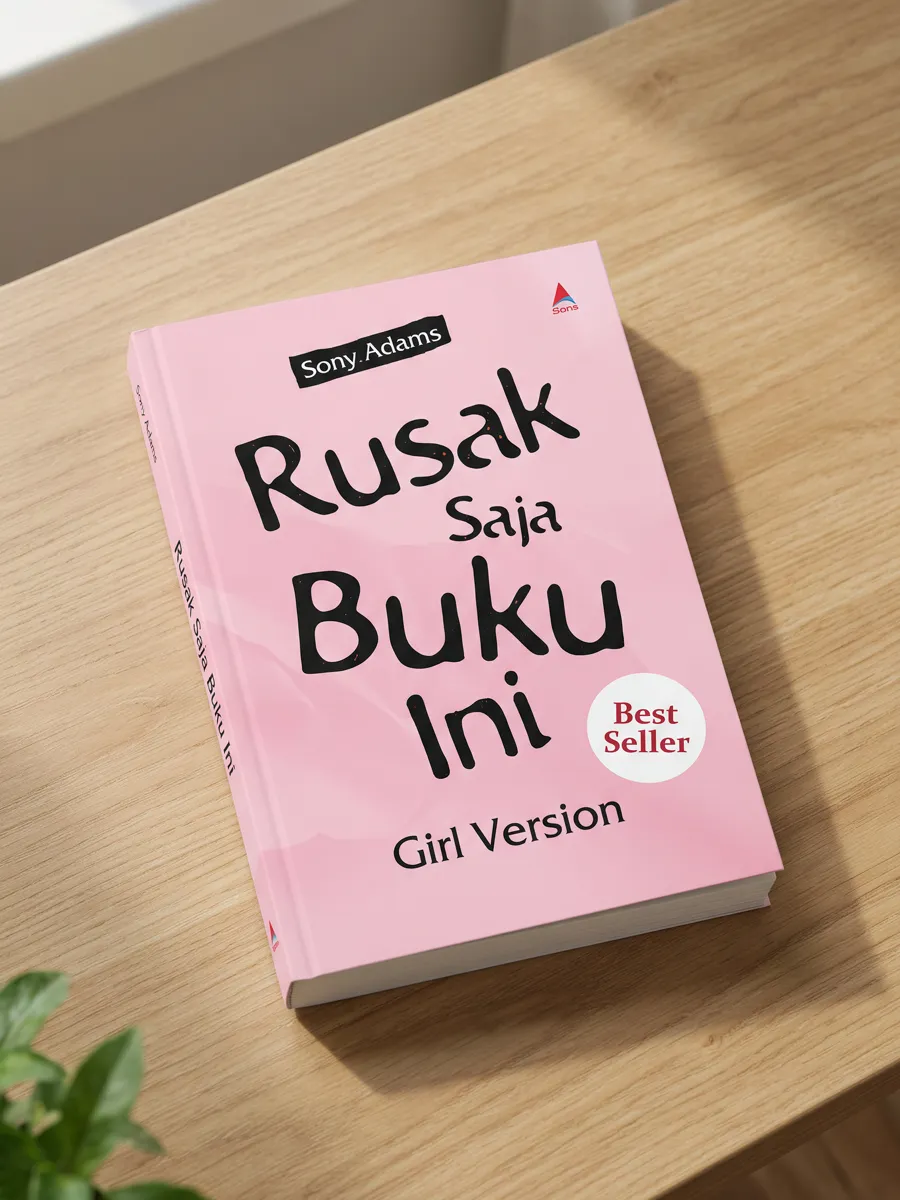 Sony Adams
Sons
Rusak
Saja
Buku
Ini
Best
Seller
Girl Version
Sony Adams
Rusak Saja Buku Ini